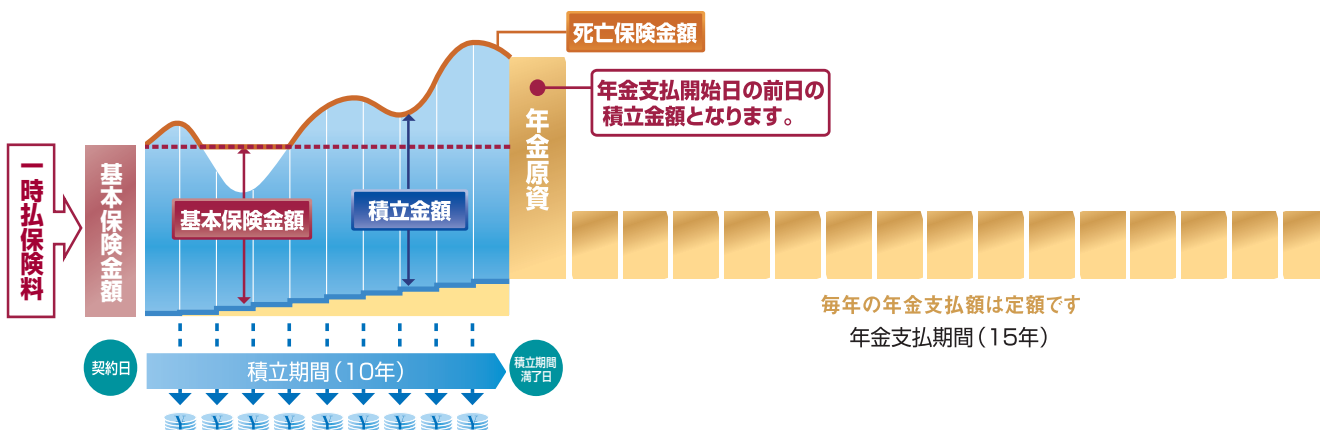 死亡保険金額
年金支払開始日の前日の
積立金額となります。
年金原資
一時払保険料
基本保険金額
基本保険金額
積立金額
毎年の年金支払額は定額です
年金支払期間（15年）
契約日
積立期間（10年）
積立期間
満了日
¥ ¥ ¥ ¥ ¥ ¥ ¥ ¥ ¥